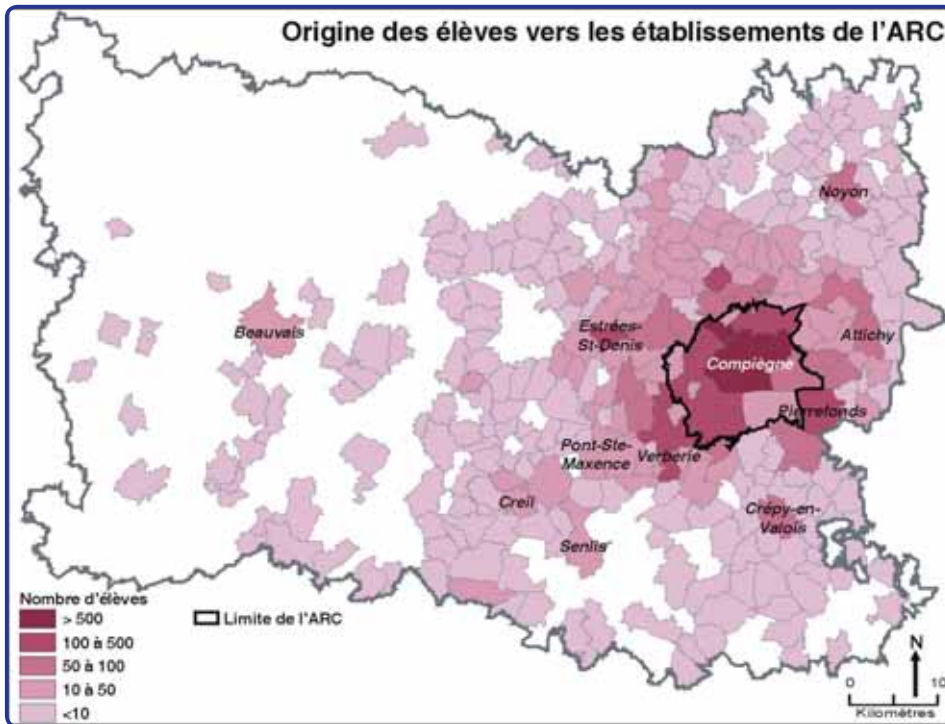 Origine des élèves vers les établissements de l'ARC
Noyon
Beauvais
Estrées-
St-Denis
Attichy
Compiègne
Pierrefonds
Pont-Ste-
Maxence
Verberie
Creil
Crépy-en-
Valois
Senlis
Nombre d'élèves
> 500
100 à 500
50 à 100
10 à 50
<10
Limite de l'ARC
N
0 10
Kilomètres